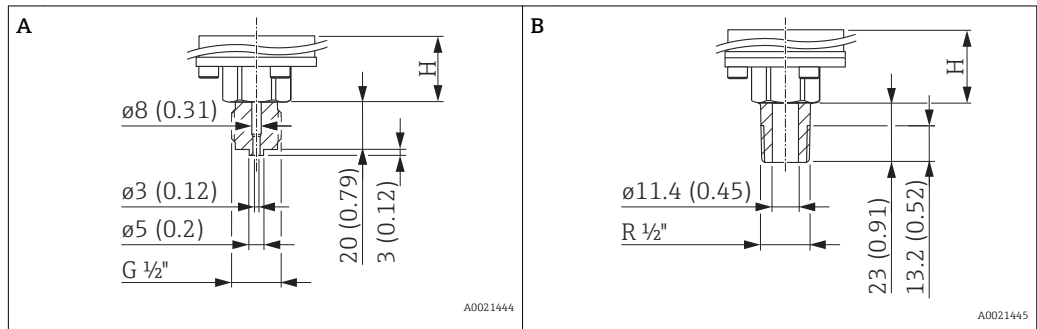 A
H
ø8 (0.31)
ø3 (0.12)
ø5 (0.2)
G ½"
20 (0.79)
3 (0.12)
A0021444
B
H
ø11.4 (0.45)
R ½"
23 (0.91)
13.2 (0.52)
A0021445